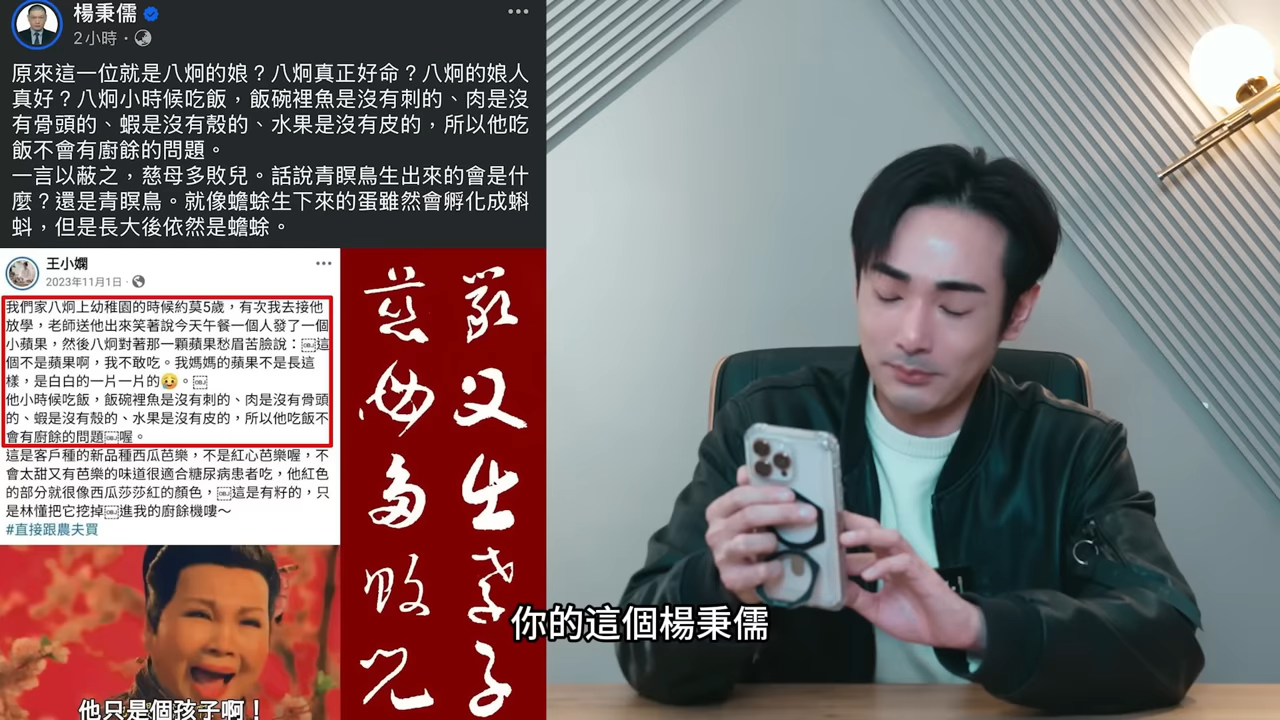 楊秉儒
2小時
原來這一位就是八炯的娘？八炯真正好命？八炯的娘人
真好？八炯小時候吃飯，飯碗裡魚是沒有刺的、肉是沒
有骨頭的、蝦是沒有殼的、水果是沒有皮的，所以他吃
飯不會有廚餘的問題。
一言以蔽之，慈母多敗兒。話說青瞑鳥生出來的會是什
麼？還是青瞑鳥。就像蟾蜍生下來的蛋雖然會孵化成蝌
蚪，但是長大後依然是蟾蜍。
王小嫻
2023年11月1日
我們家八炯上幼稚園的時候約莫5歲，有次我去接他
放學，老師送他出來笑著說今天午餐一個人發了一個
小蘋果，然後八炯對著那一顆蘋果愁眉苦臉說：￼這
個不是蘋果啊，我不敢吃。我媽媽的蘋果不是長這
樣，是白白的一片一片的🥲。￼
他小時候吃飯，飯碗裡魚是沒有刺的、肉是沒有骨頭
的、蝦是沒有殼的、水果是沒有皮的，所以他吃飯不
會有廚餘的問題￼喔。
這是客戶種的新品種西瓜芭樂，不是紅心芭樂喔，不
會太甜又有芭樂的味道很適合糖尿病患者吃，他紅色
的部分就很像西瓜莎莎紅的顏色，￼這是有籽的，只
是林懂把它挖掉￼進我的廚餘機嘍～
#直接跟農夫買
他只是個孩子啊！
嚴父出孝子
慈母多敗兒
你的這個楊秉儒